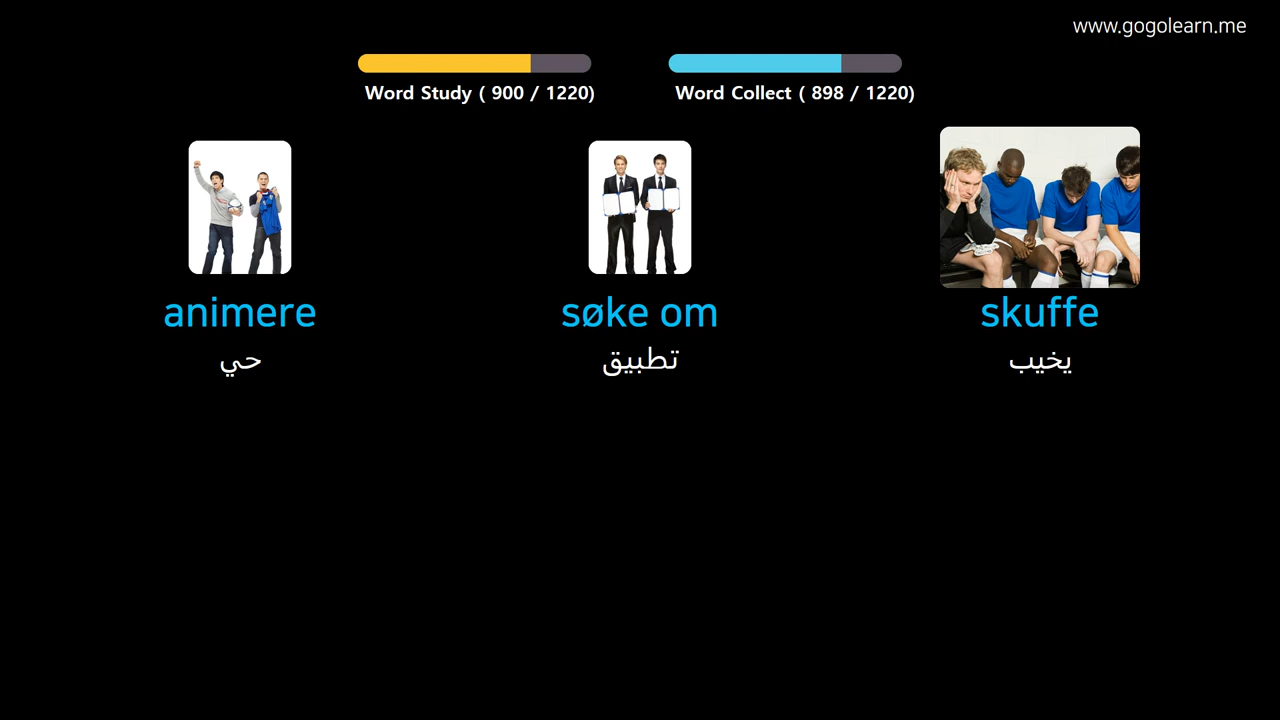 www.gogolearn.me
Word Study ( 900 / 1220)
Word Collect ( 898 / 1220)
animere
søke om
skuffe
حي
تطبيق
يخيب